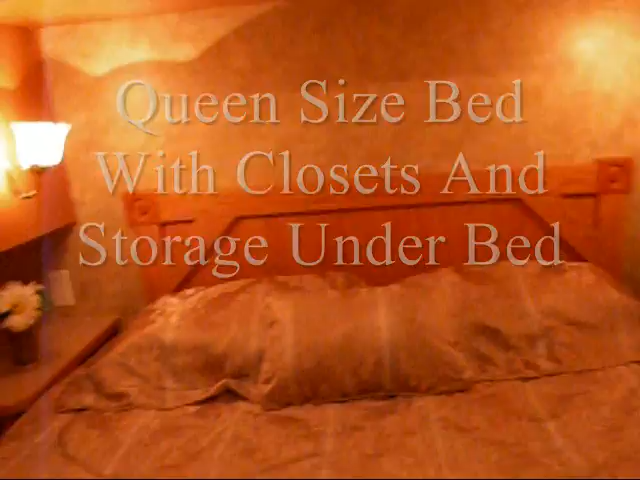 Queen Size Bed
With Closets And
Storage Under Bed